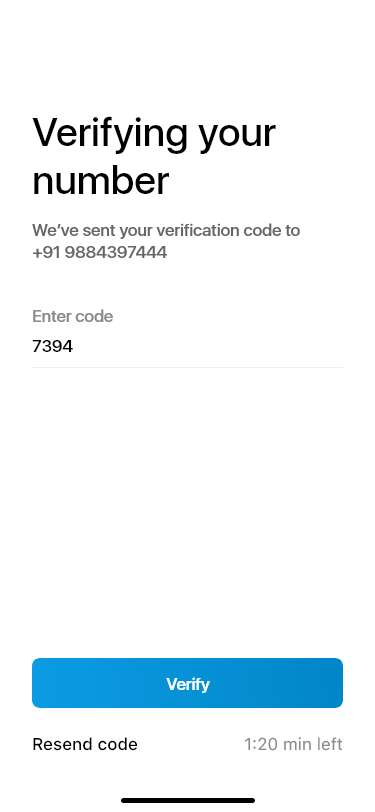 Verifying your
number
We’ve sent your verification code to
+91 9884397444
Enter code
7394
Verify
Resend code
1:20 min left